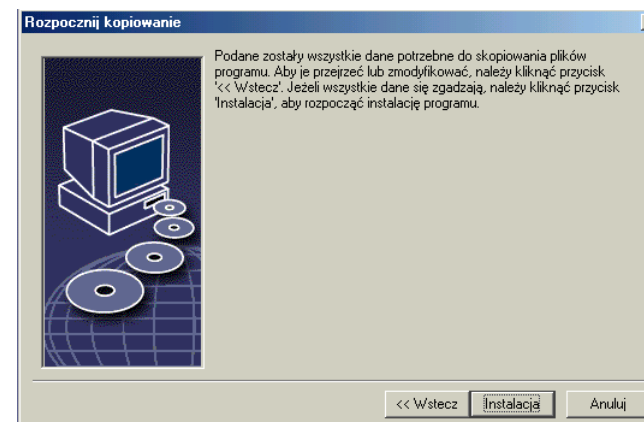 Rozpocznij kopiowanie
Podane zostały wszystkie dane potrzebne do skopiowania plików
programu. Aby je przejrzeć lub zmodyfikować, należy kliknąć przycisk
'<< Wstecz'. Jeżeli wszystkie dane się zgadzają, należy kliknąć przycisk
'Instalacja', aby rozpocząć instalację programu.
<< Wstecz Instalacja Anuluj